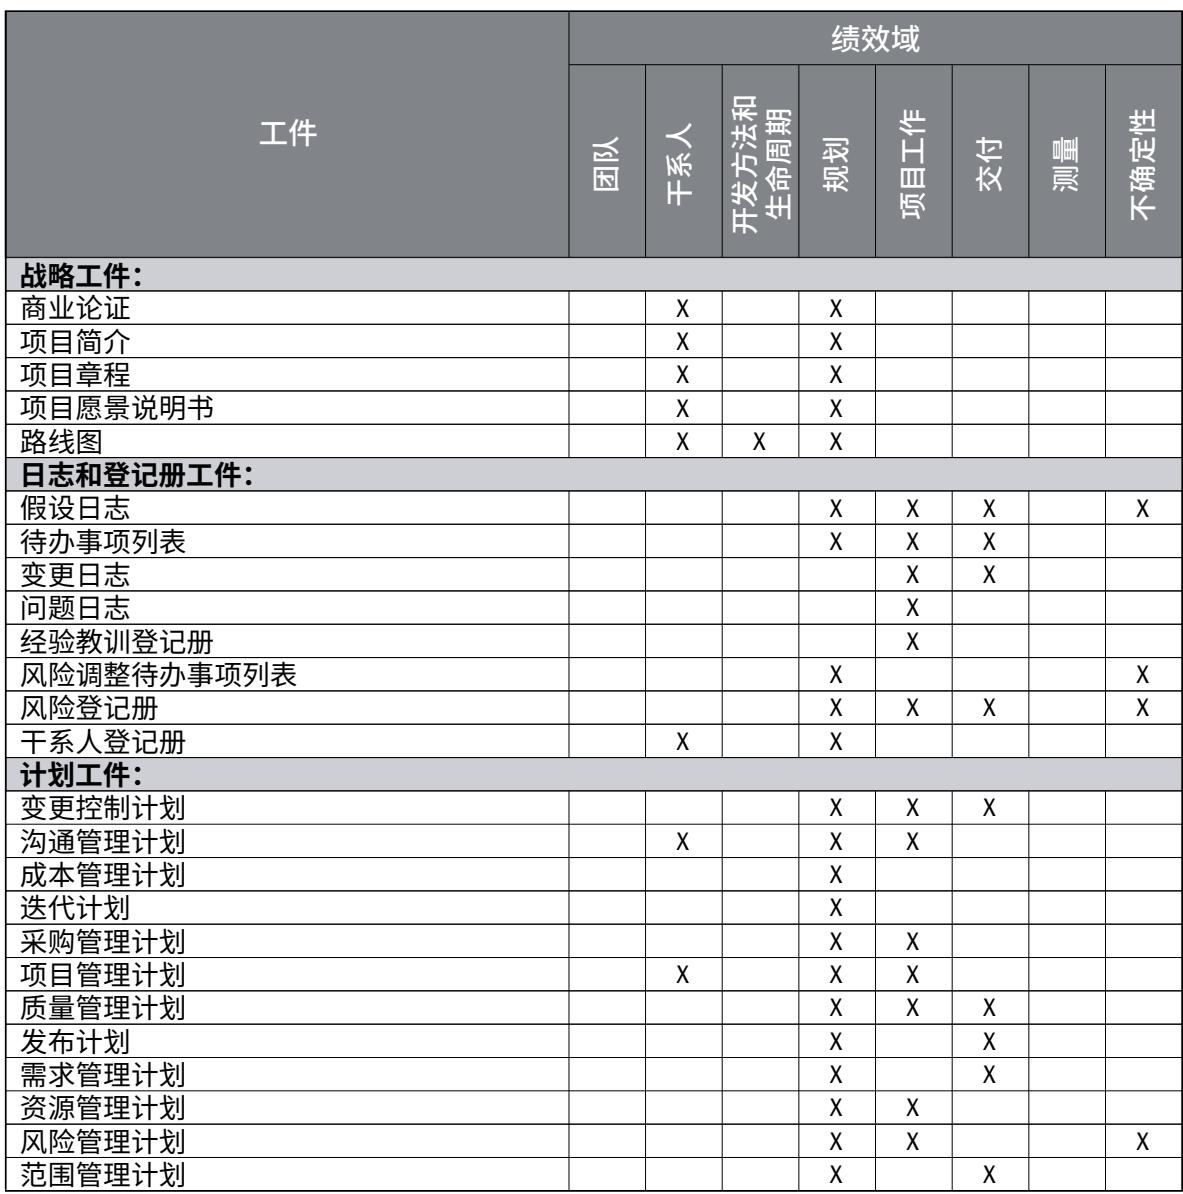 绩效域
工件
团队
干系人
开发方法和
生命周期
规划
项目工作
交付
测量
不确定性
战略工件：
商业论证 X X
项目简介 X X
项目章程 X X
项目愿景说明书 X X
路线图 X X X
日志和登记册工件：
假设日志 X X X X
待办事项列表 X X X
变更日志 X X
问题日志 X
经验教训登记册 X
风险调整待办事项列表 X X
风险登记册 X X X X
干系人登记册 X X
计划工件：
变更控制计划 X X X
沟通管理计划 X X X
成本管理计划 X
迭代计划 X
采购管理计划 X X
项目管理计划 X X X
质量管理计划 X X X
发布计划 X X
需求管理计划 X X
资源管理计划 X X
风险管理计划 X X X
范围管理计划 X X